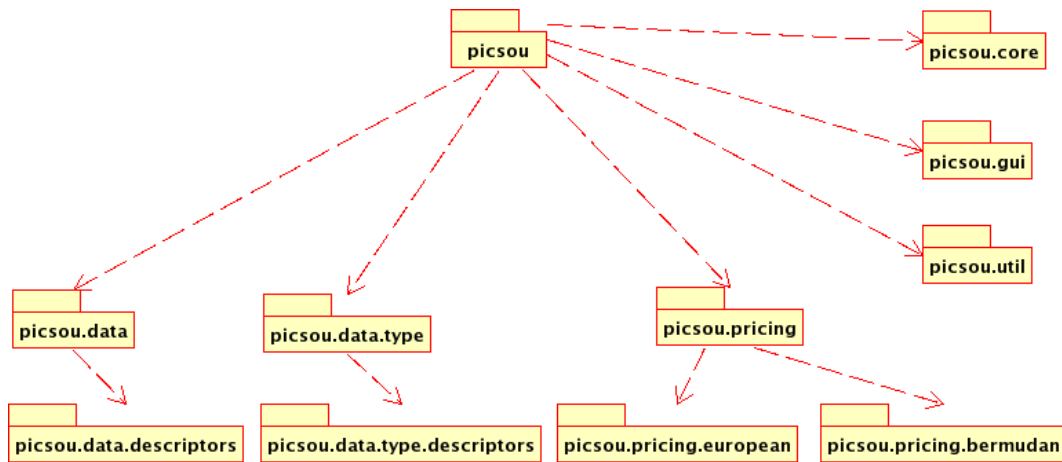 picsou
picsou.core
picsou.gui
picsou.util
picsou.data
picsou.data.type
picsou.pricing
picsou.data.descriptors
picsou.data.type.descriptors
picsou.pricing.european
picsou.pricing.bermudan